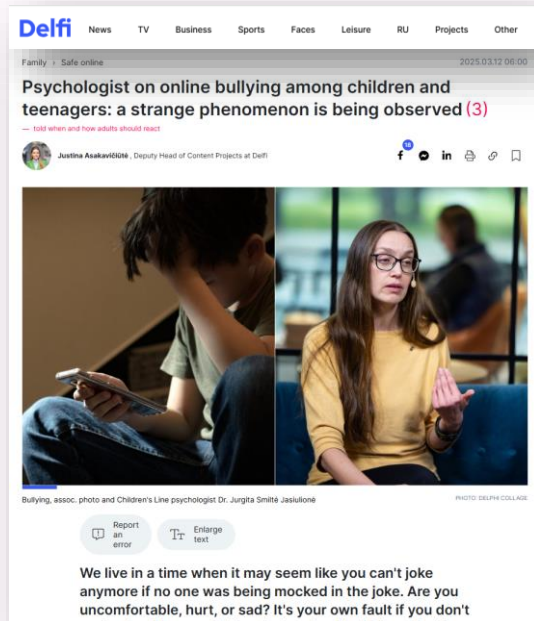 Delfi News TV Business Sports Faces Leisure RU Projects Other
Family › Safe online
2025.03.12 06:00
Psychologist on online bullying among children and
teenagers: a strange phenomenon is being observed (3)
— told when and how adults should react
Justina Asakavičiūtė , Deputy Head of Content Projects at Delfi
18
Bullying, assoc. photo and Children's Line psychologist Dr. Jurgita Smiltė Jasiulionė
PHOTO: DELPHI COLLAGE
Report
an
error
Enlarge
text
We live in a time when it may seem like you can't joke
anymore if no one was being mocked in the joke. Are you
uncomfortable, hurt, or sad? It's your own fault if you don't